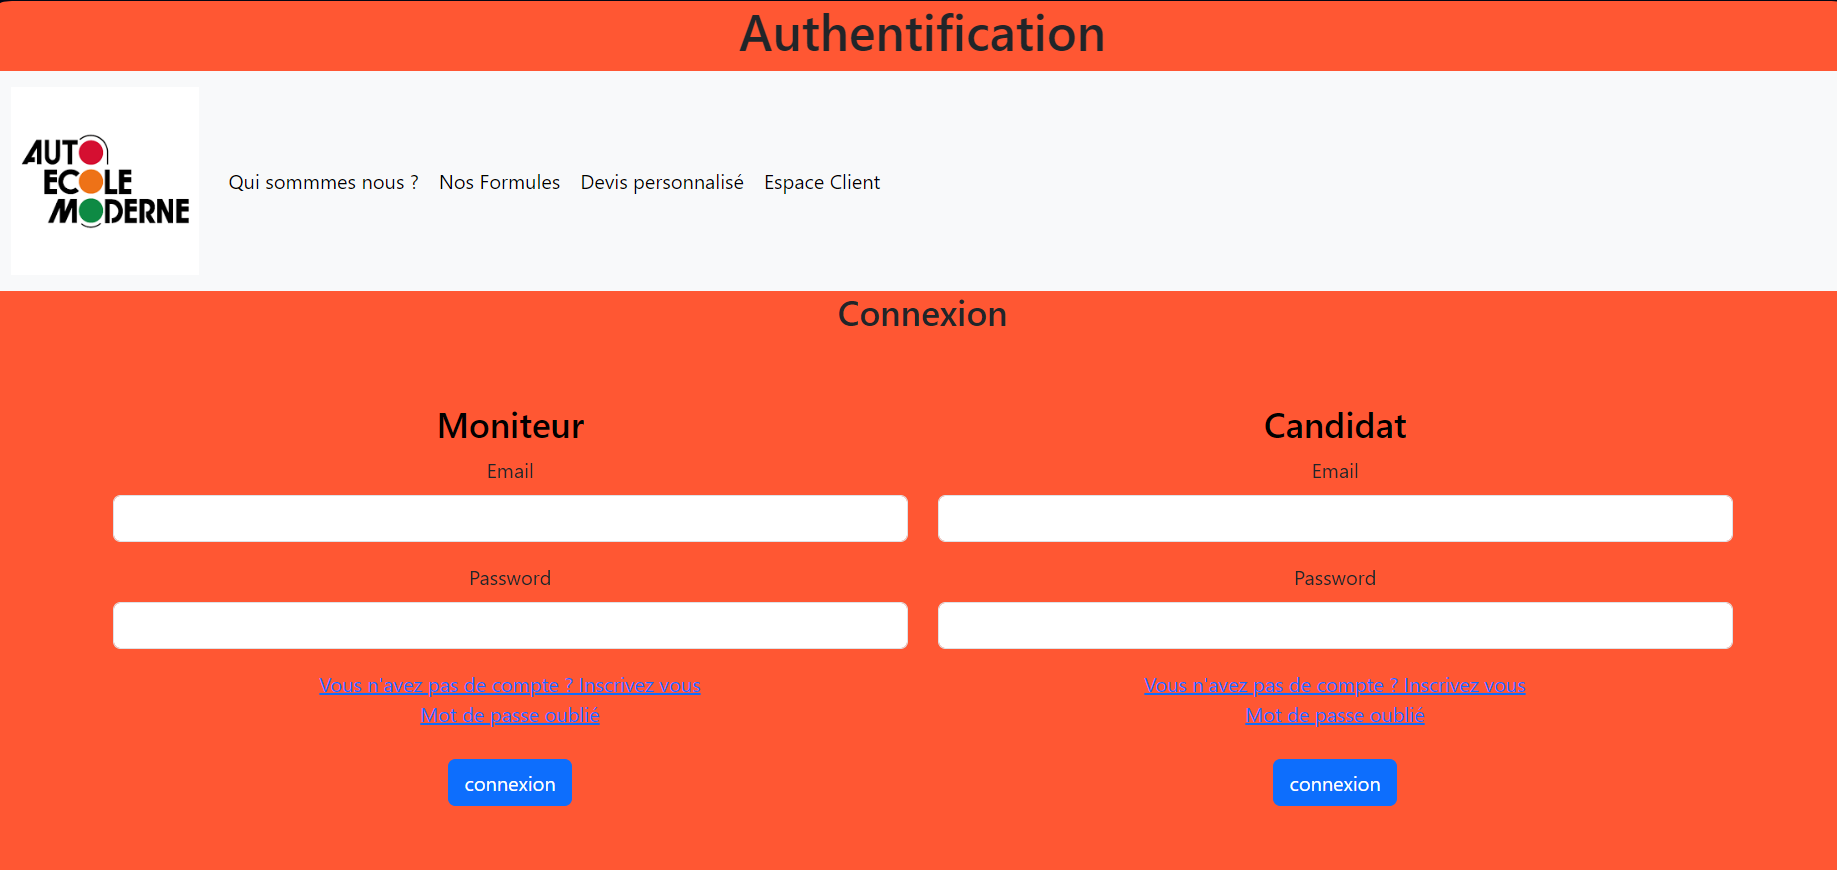 Authentification
AUTO
ECOLE
MODERNE
Qui sommmes nous ? Nos Formules Devis personnalisé Espace Client
Connexion
Moniteur
Email
Password
Vous n'avez pas de compte ? Inscrivez vous
Mot de passe oublié
connexion
Candidat
Email
Password
Vous n'avez pas de compte ? Inscrivez vous
Mot de passe oublié
connexion